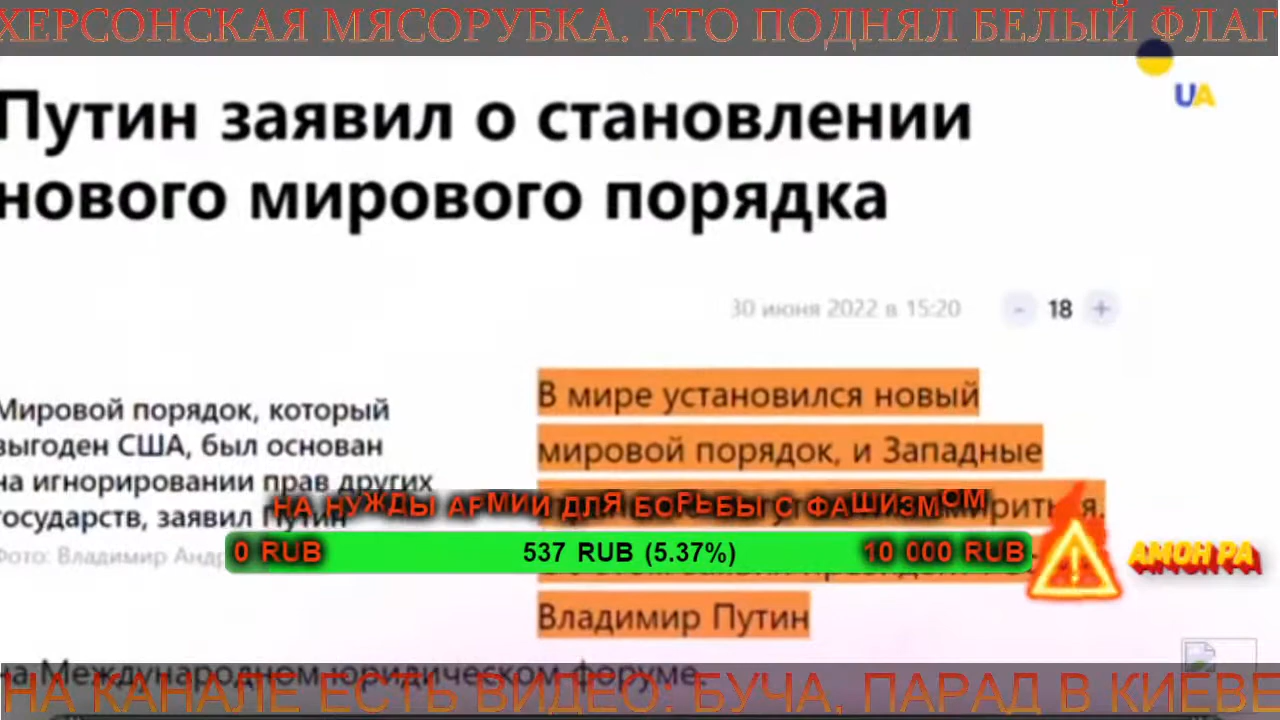 ХЕРСОНСКАЯ МЯСОРУБКА. КТО ПОДНЯЛ БЕЛЫЙ ФЛАГ
UA
Путин заявил о становлении
нового мирового порядка
30 июня 2022 в 15:20
- 18 +
Мировой порядок, который
выгоден США, был основан
на игнорировании прав других
государств, заявил Путин
Фото: Владимир
В мире установился новый
мировой порядок, и Западные
НА НУЖДЫ АРМИИ ДЛЯ БОРЬБЫ С ФАШИЗМОМ
0 RUB 537 RUB (5.37%) 10 000 RUB
АМОН РА
Владимир Путин
на Международном юридическом форуме.
НА КАНАЛЕ ЕСТЬ ВИДЕО: БУЧА, ПАРАД В КИЕВЕ